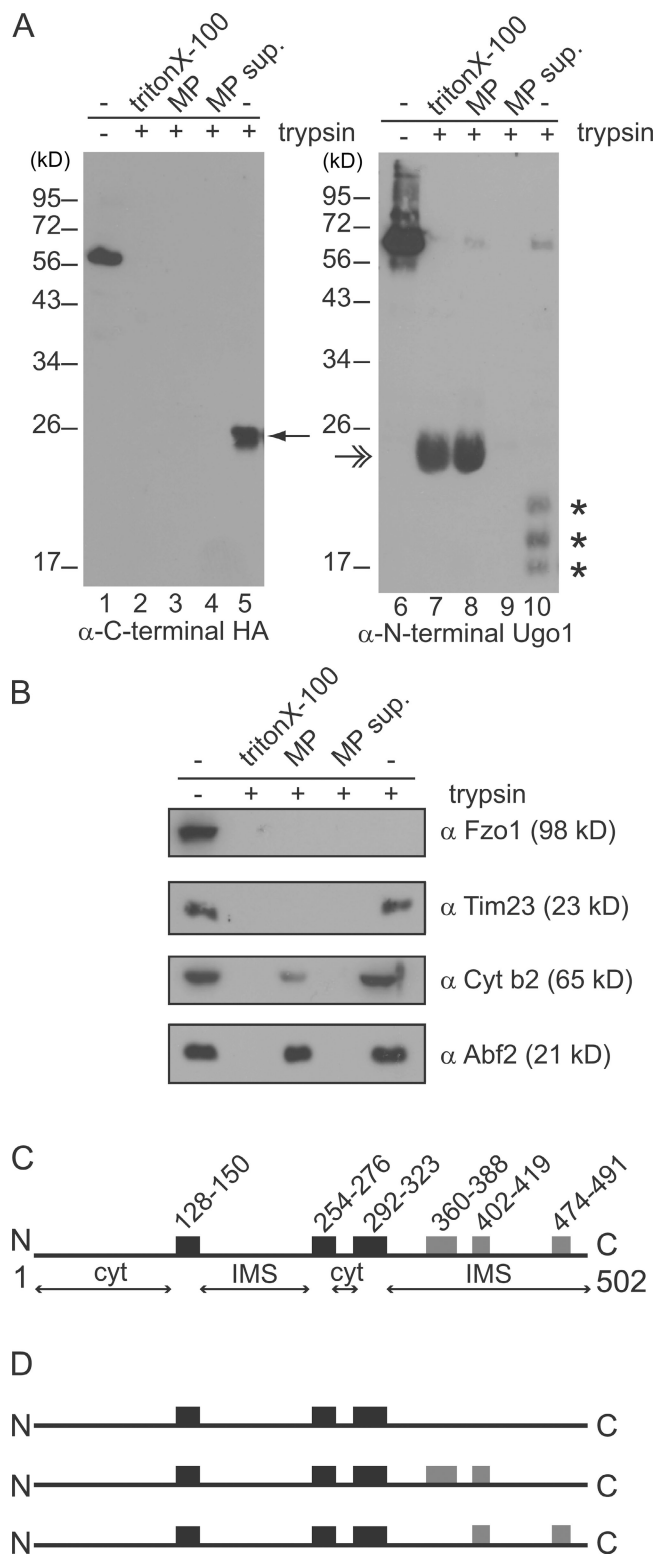 A
- tritonX-100 MP MP sup. - - tritonX-100 MP MP sup. -
- + + + + trypsin - + + + + trypsin
(kD) (kD)
95 95
72 72
56 56
43 43
34 34
26 26
17 17
*
*
*
1 2 3 4 5 6 7 8 9 10
α-C-terminal HA α-N-terminal Ugo1
B
- tritonX-100 MP MP sup. -
- + + + + trypsin
α Fzo1 (98 kD)
α Tim23 (23 kD)
α Cyt b2 (65 kD)
α Abf2 (21 kD)
C
128-150 254-276 292-323 360-388 402-419 474-491
N C
1 cyt IMS cyt IMS 502
D
N C
N C
N C